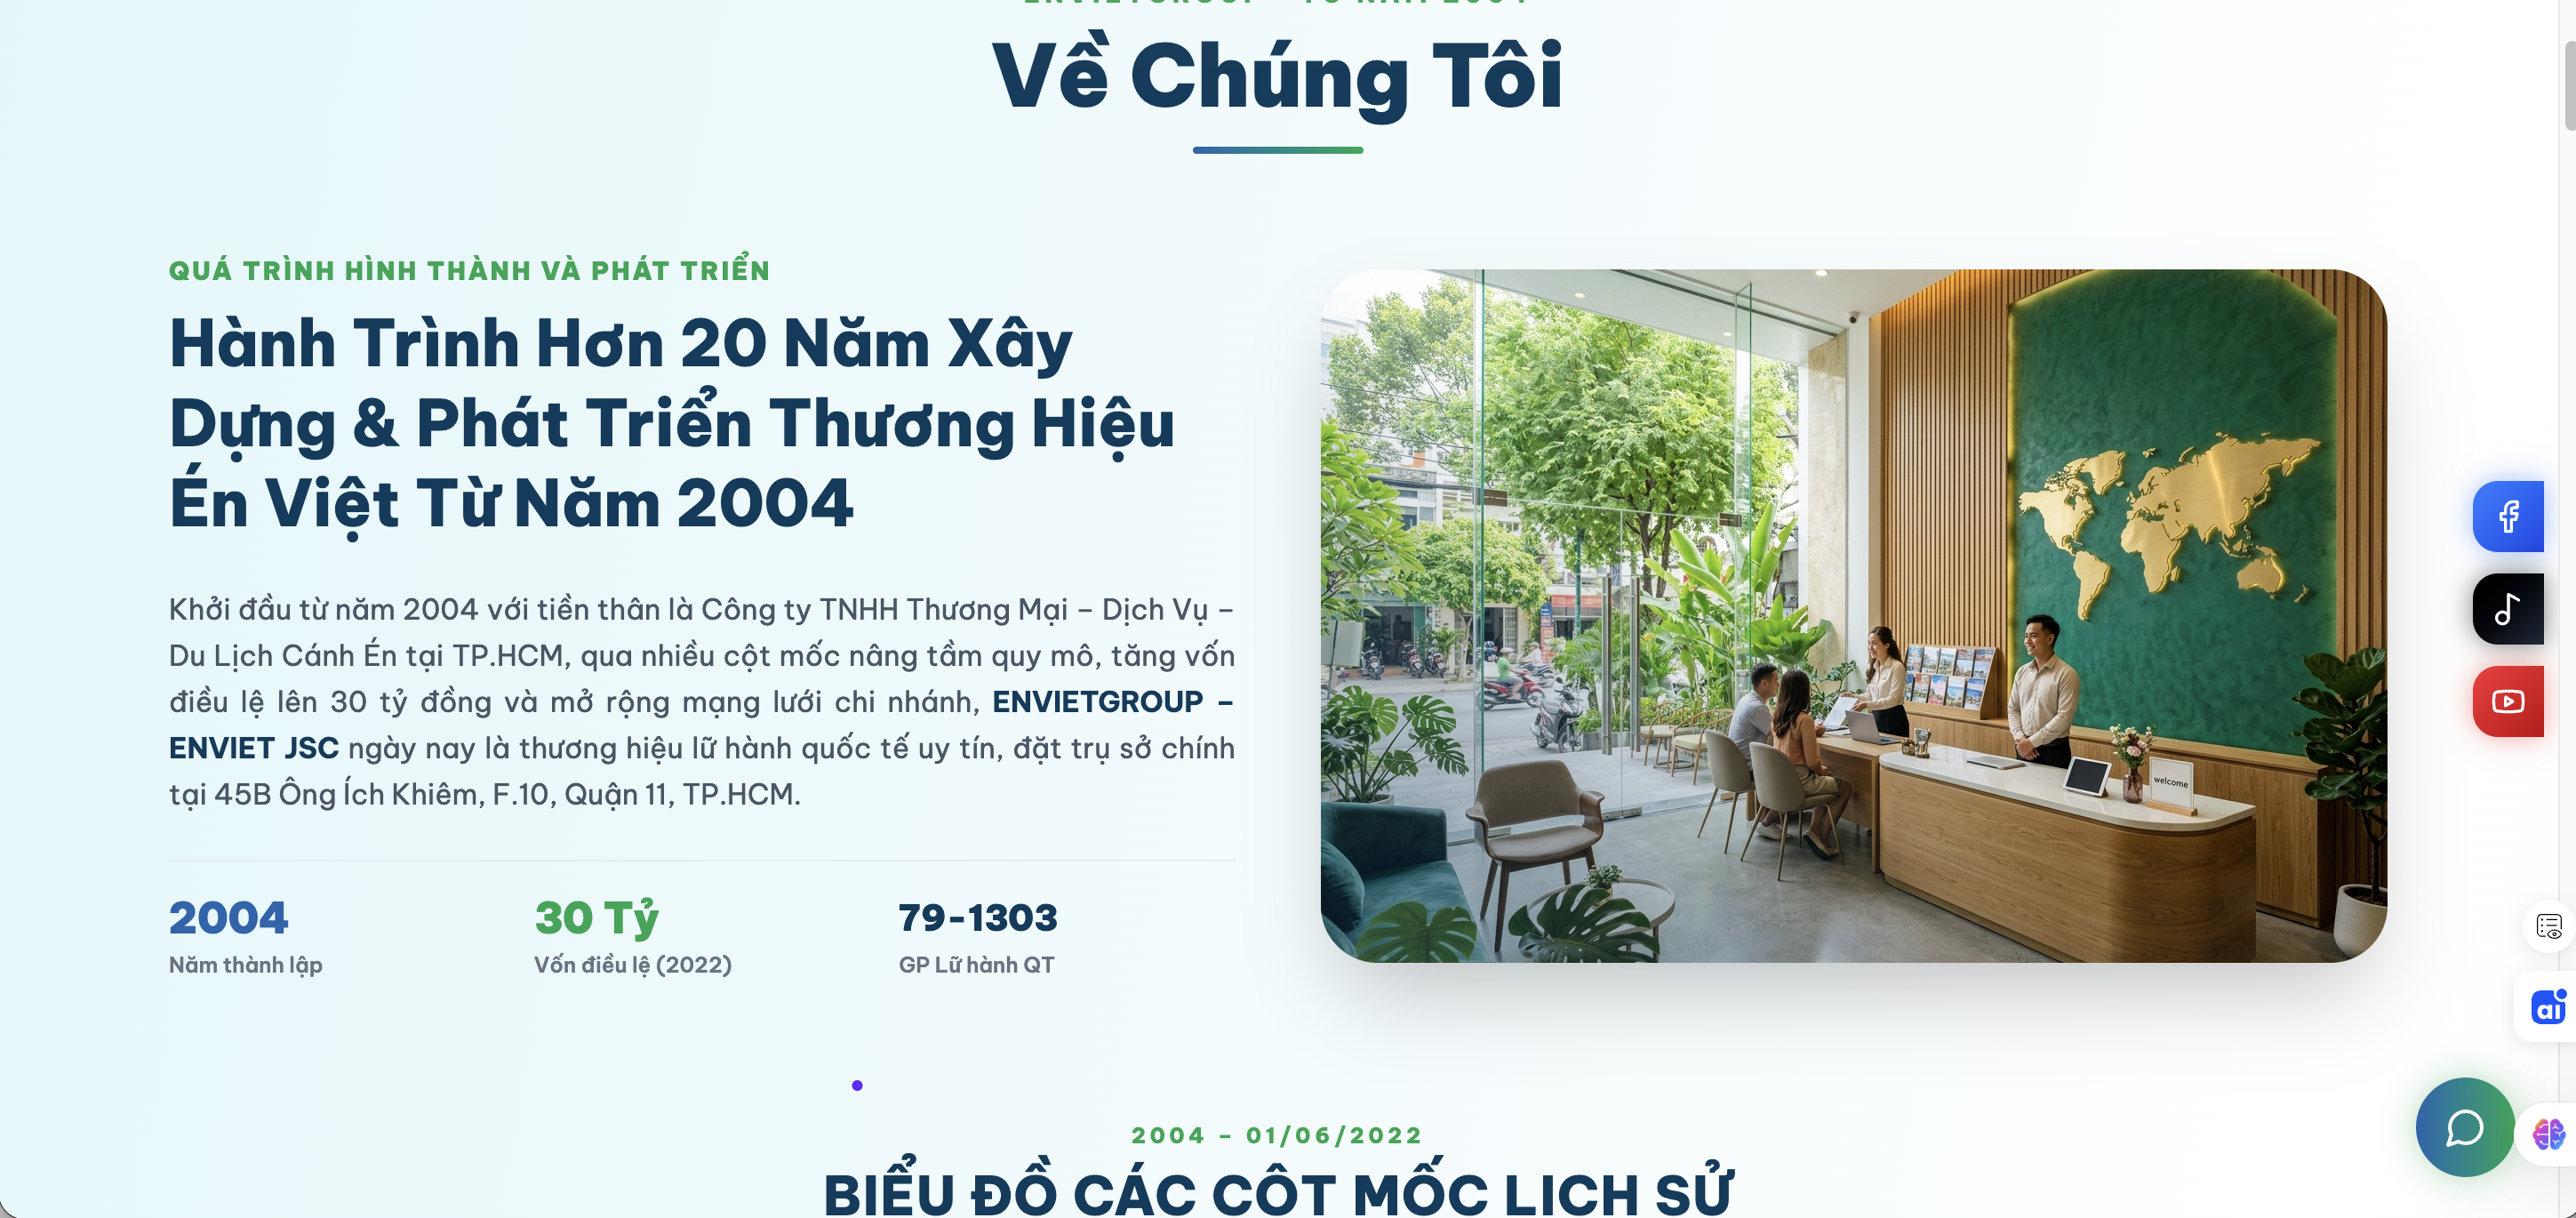 ENVIETGROUP - TỪ NĂM 2004
Về Chúng Tôi
QUÁ TRÌNH HÌNH THÀNH VÀ PHÁT TRIỂN
Hành Trình Hơn 20 Năm Xây
Dựng & Phát Triển Thương Hiệu
Én Việt Từ Năm 2004
Khởi đầu từ năm 2004 với tiền thân là Công ty TNHH Thương Mại – Dịch Vụ –
Du Lịch Cánh Én tại TP.HCM, qua nhiều cột mốc nâng tầm quy mô, tăng vốn
điều lệ lên 30 tỷ đồng và mở rộng mạng lưới chi nhánh, ENVIETGROUP –
ENVIET JSC ngày nay là thương hiệu lữ hành quốc tế uy tín, đặt trụ sở chính
tại 45B Ông Ích Khiêm, F.10, Quận 11, TP.HCM.
2004
Năm thành lập
30 Tỷ
Vốn điều lệ (2022)
79-1303
GP Lữ hành QT
welcome
ai
2004 – 01/06/2022
BIỂU ĐỒ CÁC CỘT MỐC LỊCH SỬ